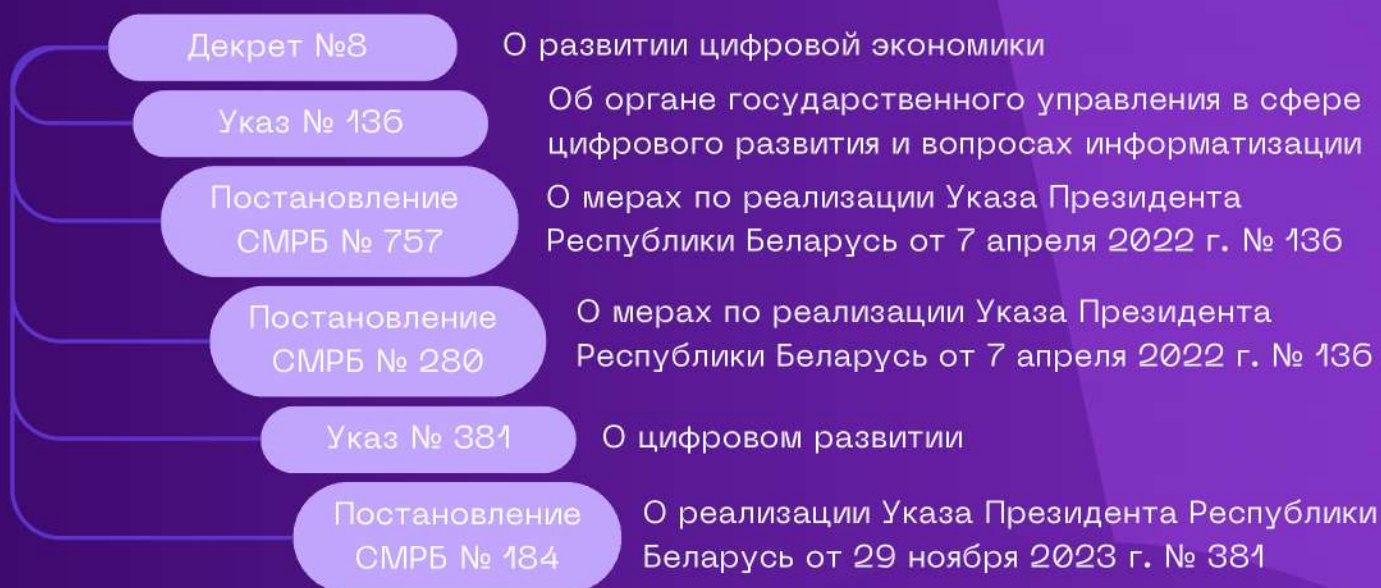 Декрет №8
О развитии цифровой экономики
Указ № 136
Об органе государственного управления в сфере
цифрового развития и вопросах информатизации
Постановление
СМРБ № 757
О мерах по реализации Указа Президента
Республики Беларусь от 7 апреля 2022 г. № 136
Постановление
СМРБ № 280
О мерах по реализации Указа Президента
Республики Беларусь от 7 апреля 2022 г. № 136
Указ № 381
О цифровом развитии
Постановление
СМРБ № 184
О реализации Указа Президента Республики
Беларусь от 29 ноября 2023 г. № 381